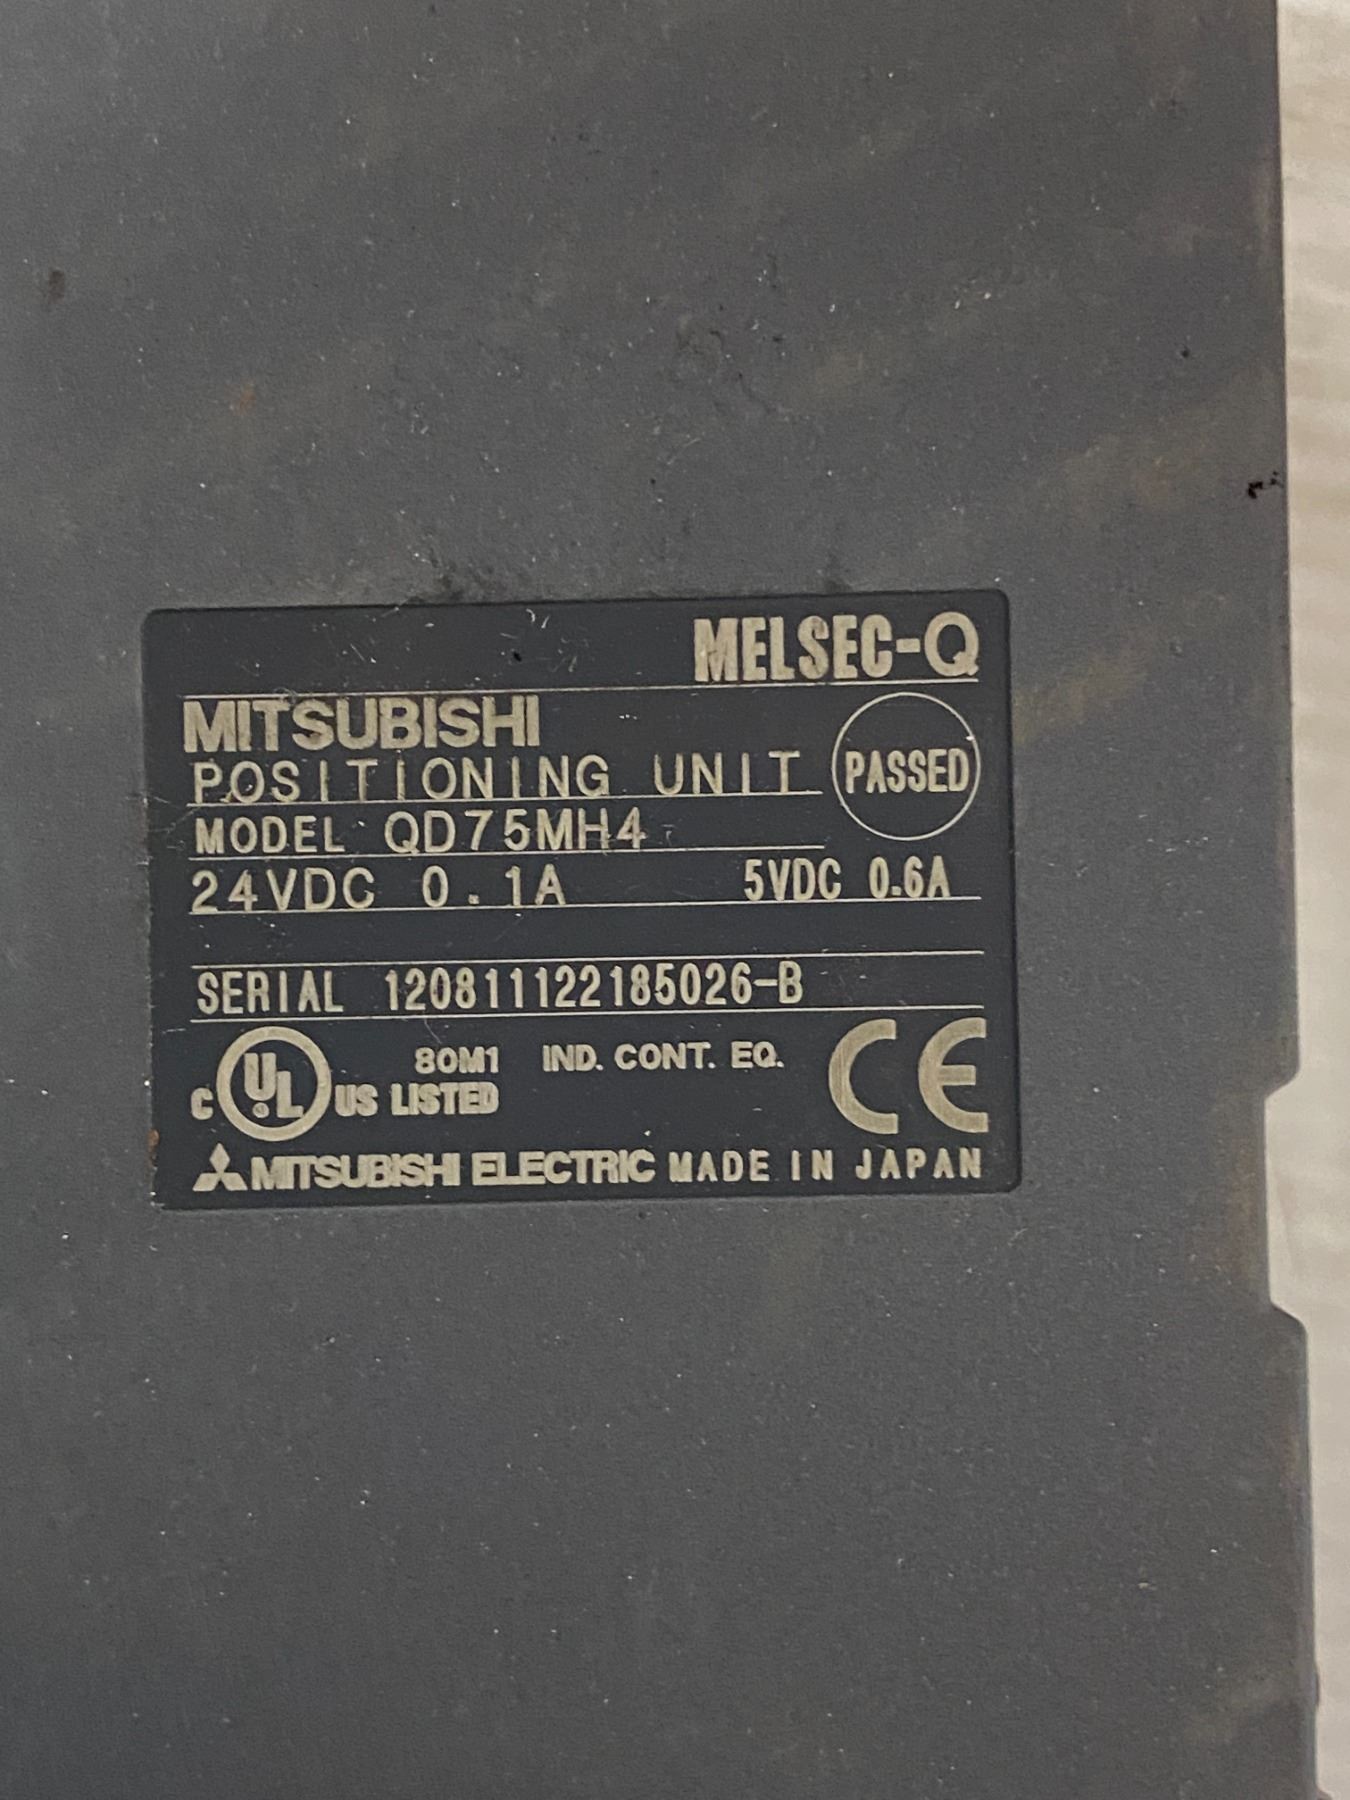 MELSEC-Q
MITSUBISHI
POSITIONING UNIT
PASSED
MODEL QD75MH4
24VDC 0.1A 5VDC 0.6A
SERIAL 120811122185026-B
C UL US LISTED 80M1 IND. CONT. EQ.
CE
MITSUBISHI ELECTRIC MADE IN JAPAN